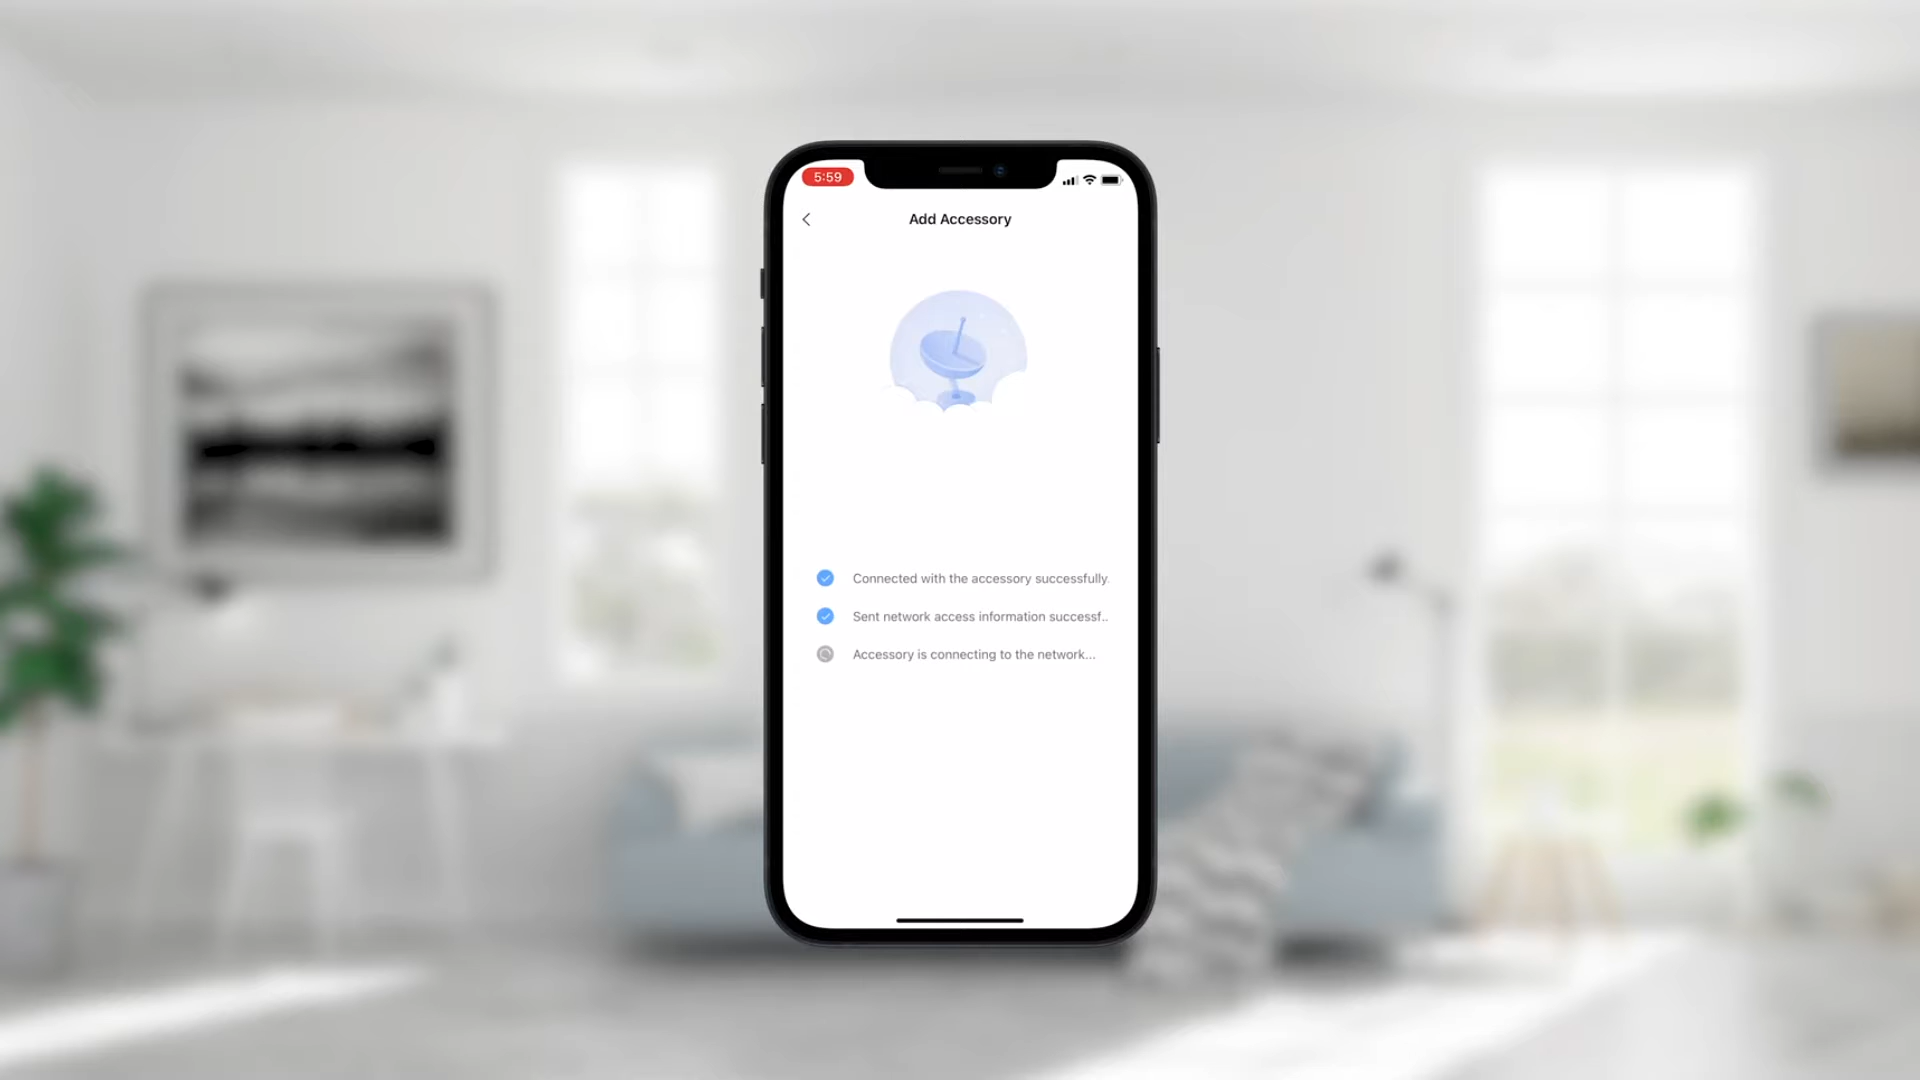 5:59
Add Accessory
Connected with the accessory successfully.
Sent network access information successf..
Accessory is connecting to the network...